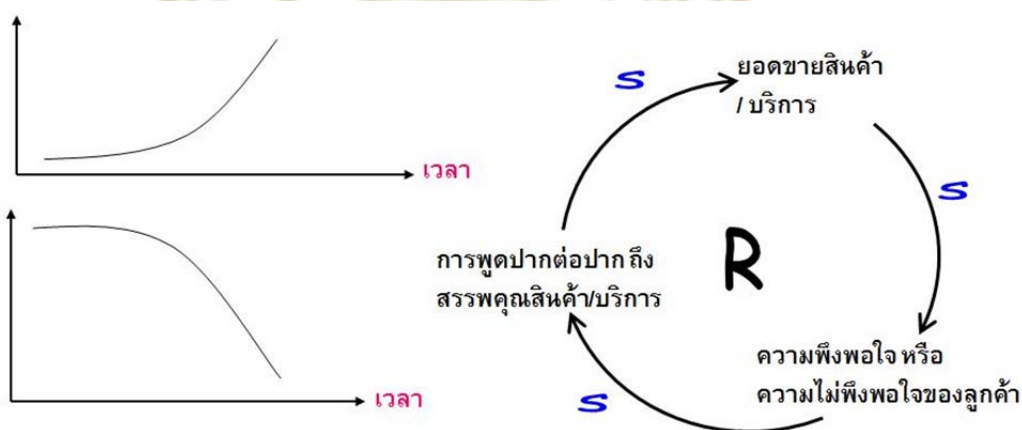 เวลา
เวลา
S
ยอดขายสินค้า
/ บริการ
S
R
การพูดปากต่อปาก ถึง
สรรพคุณสินค้า/บริการ
ความพึงพอใจ หรือ
ความไม่พึงพอใจของลูกค้า
S